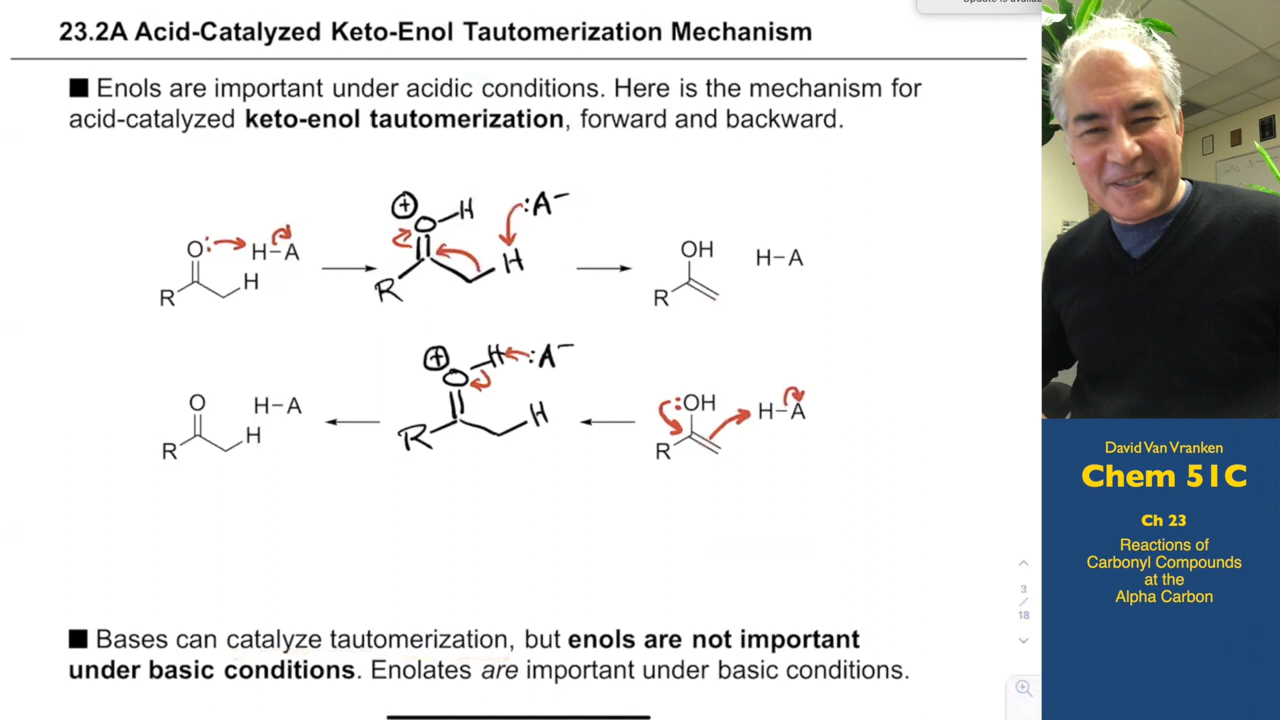 23.2A Acid-Catalyzed Keto-Enol Tautomerization Mechanism
■ Enols are important under acidic conditions. Here is the mechanism for
acid-catalyzed keto-enol tautomerization, forward and backward.
O: H-A
H
R
⊕
O-H :A⁻
H
R
OH H-A
R
O H-A
H
R
⊕
H :A⁻
O
H
R
:OH H-A
R
■ Bases can catalyze tautomerization, but enols are not important
under basic conditions. Enolates are important under basic conditions.
3
/
18
David Van Vranken
Chem 51C
Ch 23
Reactions of
Carbonyl Compounds
at the
Alpha Carbon